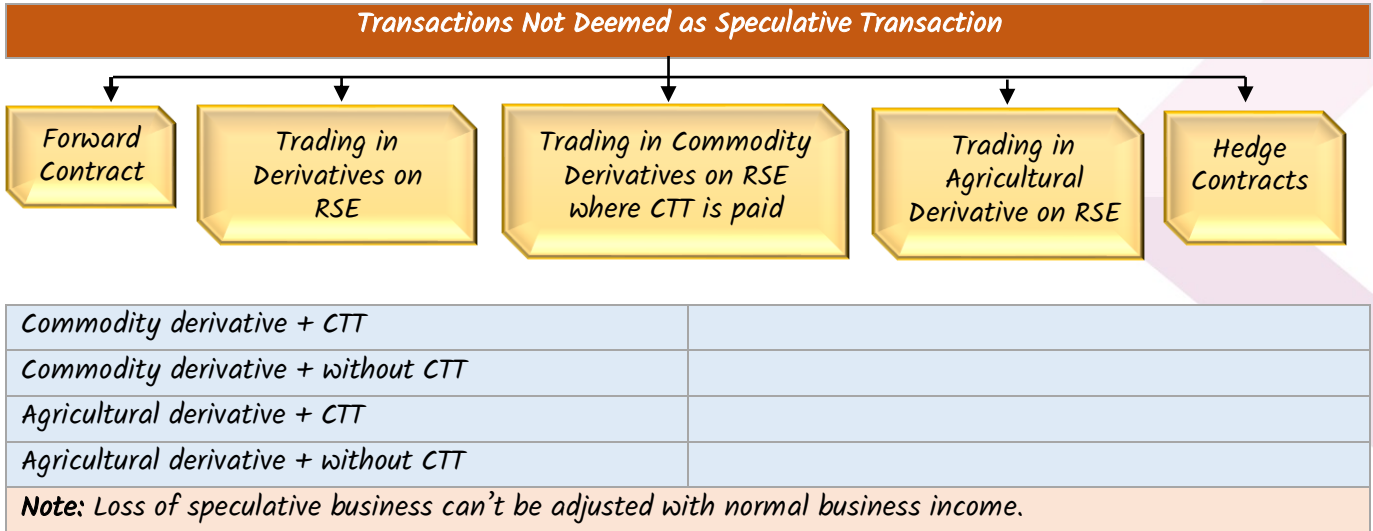 Transactions Not Deemed as Speculative Transaction
Forward
Contract
Trading in
Derivatives on
RSE
Trading in Commodity
Derivatives on RSE
where CTT is paid
Trading in
Agricultural
Derivative on RSE
Hedge
Contracts
Commodity derivative + CTT
Commodity derivative + without CTT
Agricultural derivative + CTT
Agricultural derivative + without CTT
Note: Loss of speculative business can't be adjusted with normal business income.